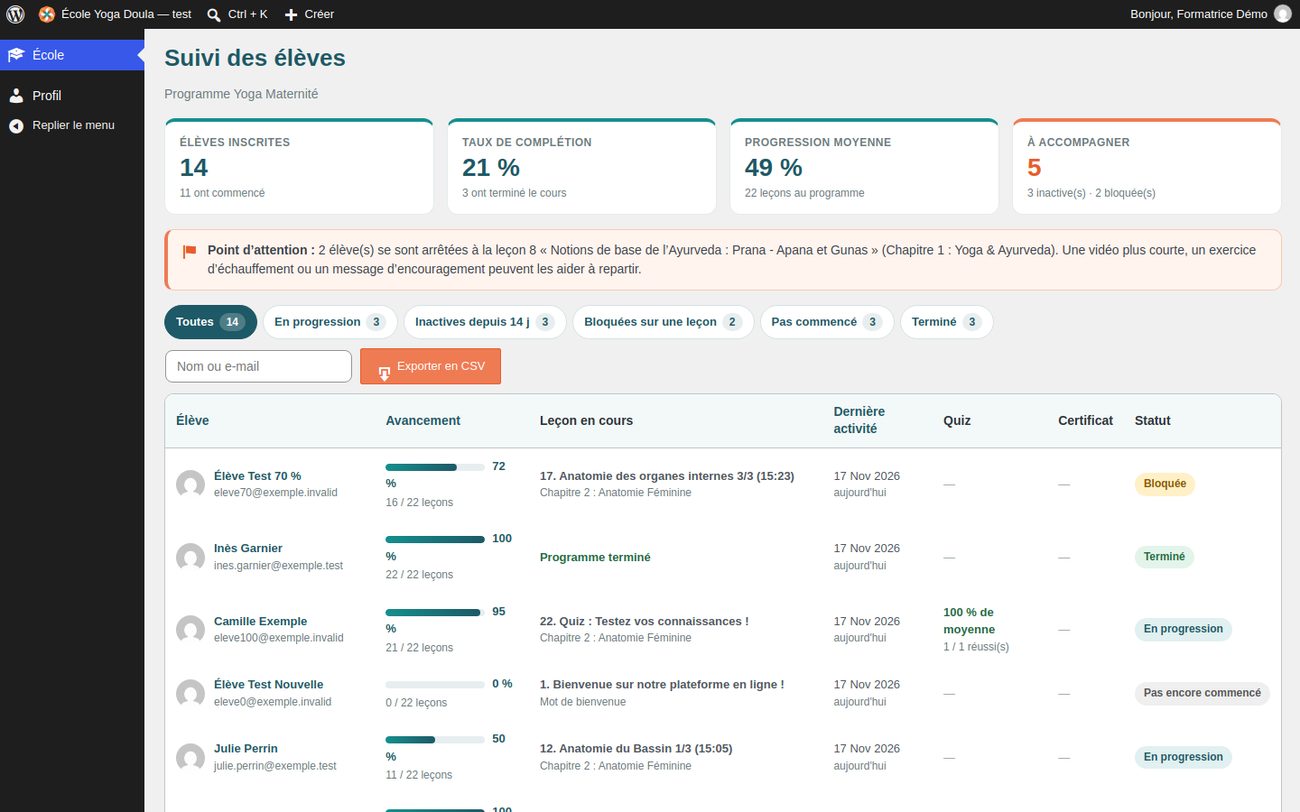 École Yoga Doula — test
Ctrl + K
Créer
Bonjour, Formatrice Démo
École
Profil
Replier le menu
Suivi des élèves
Programme Yoga Maternité
ÉLÈVES INSCRITES
14
11 ont commencé
TAUX DE COMPLÉTION
21 %
3 ont terminé le cours
PROGRESSION MOYENNE
49 %
22 leçons au programme
À ACCOMPAGNER
5
3 inactive(s) · 2 bloquée(s)
Point d’attention : 2 élève(s) se sont arrêtées à la leçon 8 « Notions de base de l’Ayurveda : Prana - Apana et Gunas » (Chapitre 1 : Yoga & Ayurveda). Une vidéo plus courte, un exercice
d’échauffement ou un message d’encouragement peuvent les aider à repartir.
Toutes 14
En progression 3
Inactives depuis 14 j 3
Bloquées sur une leçon 2
Pas commencé 3
Terminé 3
Nom ou e-mail
Exporter en CSV
Élève
Avancement
Leçon en cours
Dernière
activité
Quiz
Certificat
Statut
Élève Test 70 %
eleve70@exemple.invalid
72
%
16 / 22 leçons
17. Anatomie des organes internes 3/3 (15:23)
Chapitre 2 : Anatomie Féminine
17 Nov 2026
aujourd'hui
—
—
Bloquée
Inès Garnier
ines.garnier@exemple.test
100
%
22 / 22 leçons
Programme terminé
17 Nov 2026
aujourd'hui
—
—
Terminé
Camille Exemple
eleve100@exemple.invalid
95
%
21 / 22 leçons
22. Quiz : Testez vos connaissances !
Chapitre 2 : Anatomie Féminine
17 Nov 2026
aujourd'hui
100 % de
moyenne
1 / 1 réussi(s)
—
En progression
Élève Test Nouvelle
eleve0@exemple.invalid
0 %
0 / 22 leçons
1. Bienvenue sur notre plateforme en ligne !
Mot de bienvenue
17 Nov 2026
aujourd'hui
—
—
Pas encore commencé
Julie Perrin
julie.perrin@exemple.test
50
%
11 / 22 leçons
12. Anatomie du Bassin 1/3 (15:05)
Chapitre 2 : Anatomie Féminine
17 Nov 2026
aujourd'hui
—
—
En progression
100